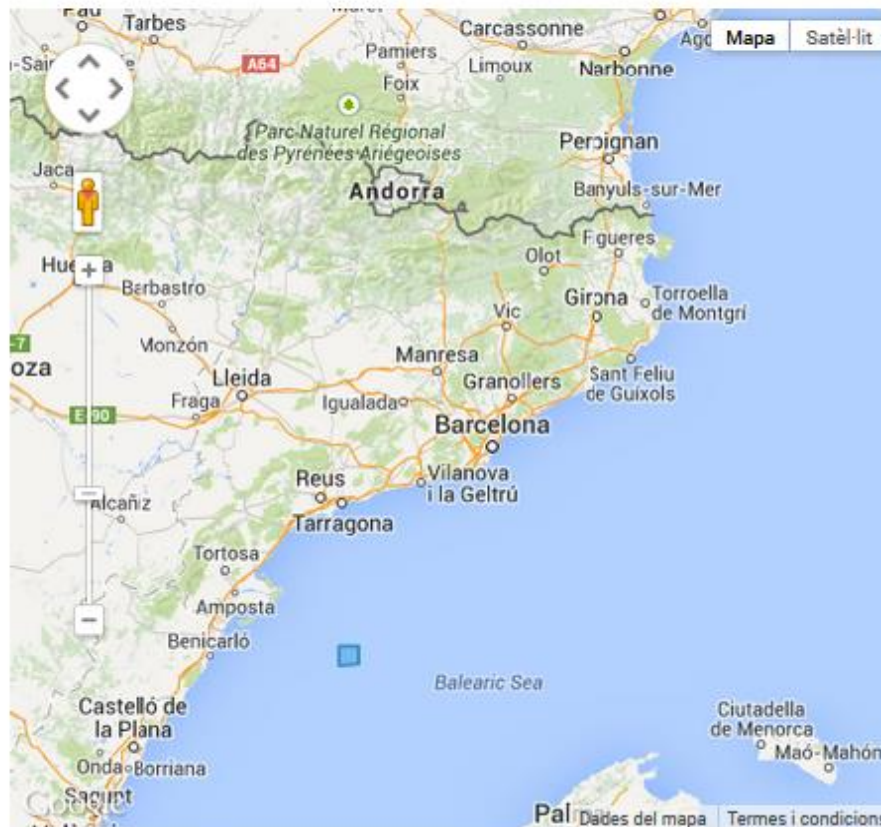 Pau
Tarbes
Carcassonne
Mapa
Satèl·lit
Pamiers
Limoux
Narbonne
A64
Foix
Parc Naturel Régional
des Pyrénées Ariégeoises
Perpignan
Jaca
Andorra
Banyuls-sur-Mer
Olot
Figueres
Barbastro
Girona
Torroella
de Montgrí
Vic
Monzón
Manresa
Lleida
Granollers
Sant Feliu
de Guíxols
Fraga
Igualada
E-90
Barcelona
Reus
Vilanova
i la Geltrú
Alcañiz
Tarragona
Tortosa
Amposta
Benicarló
Balearic Sea
Castelló de
la Plana
Ciutadella
de Menorca
Maó-Mahón
Onda
Borriana
Sagunt
Google
Dades del mapa
Termes i condicions